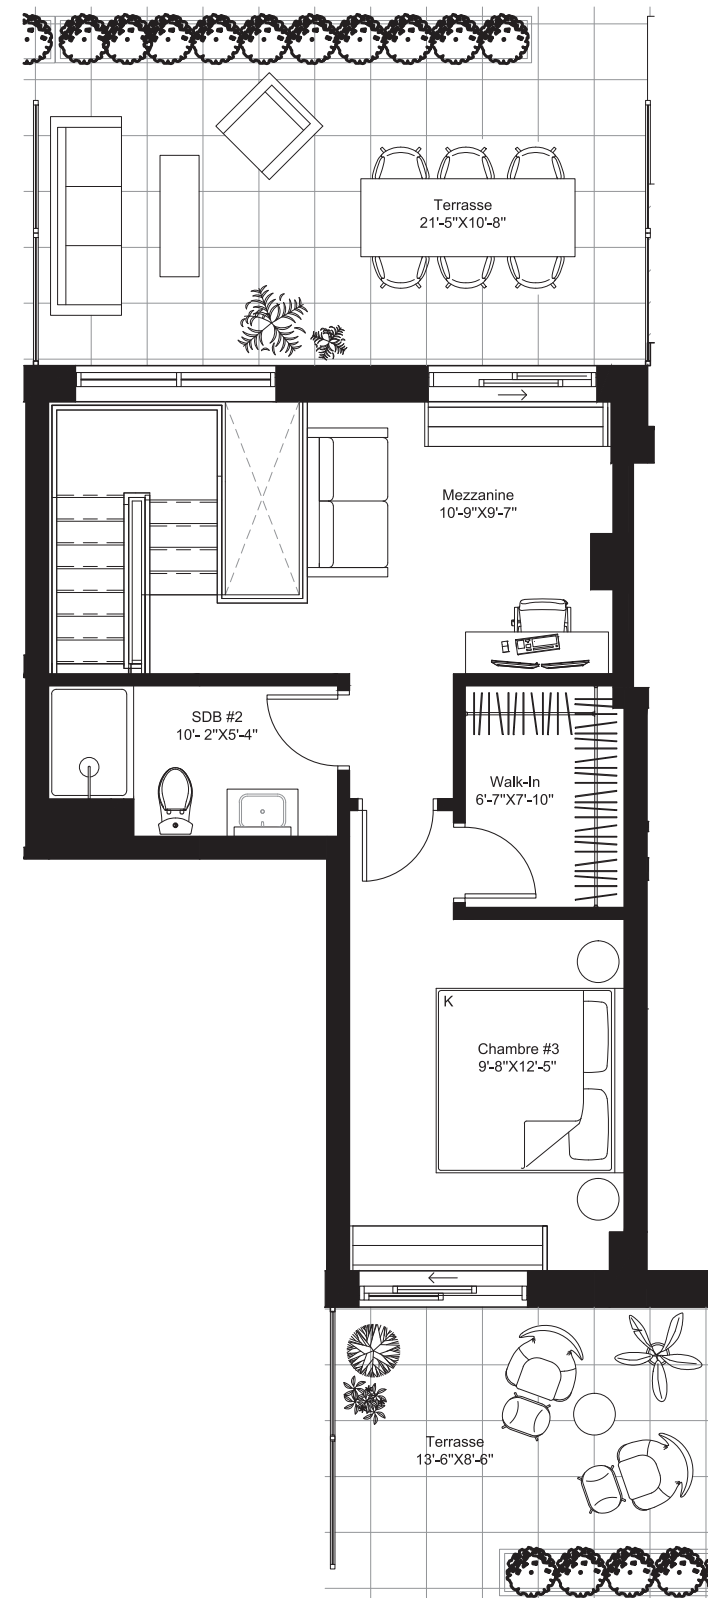 Terrasse
21'-5"X10'-8"
Mezzanine
10'-9"X9'-7"
SDB #2
10'- 2"X5'-4"
Walk-In
6'-7"X7'-10"
K
Chambre #3
9'-8"X12'-5"
Terrasse
13'-6"X8'-6"